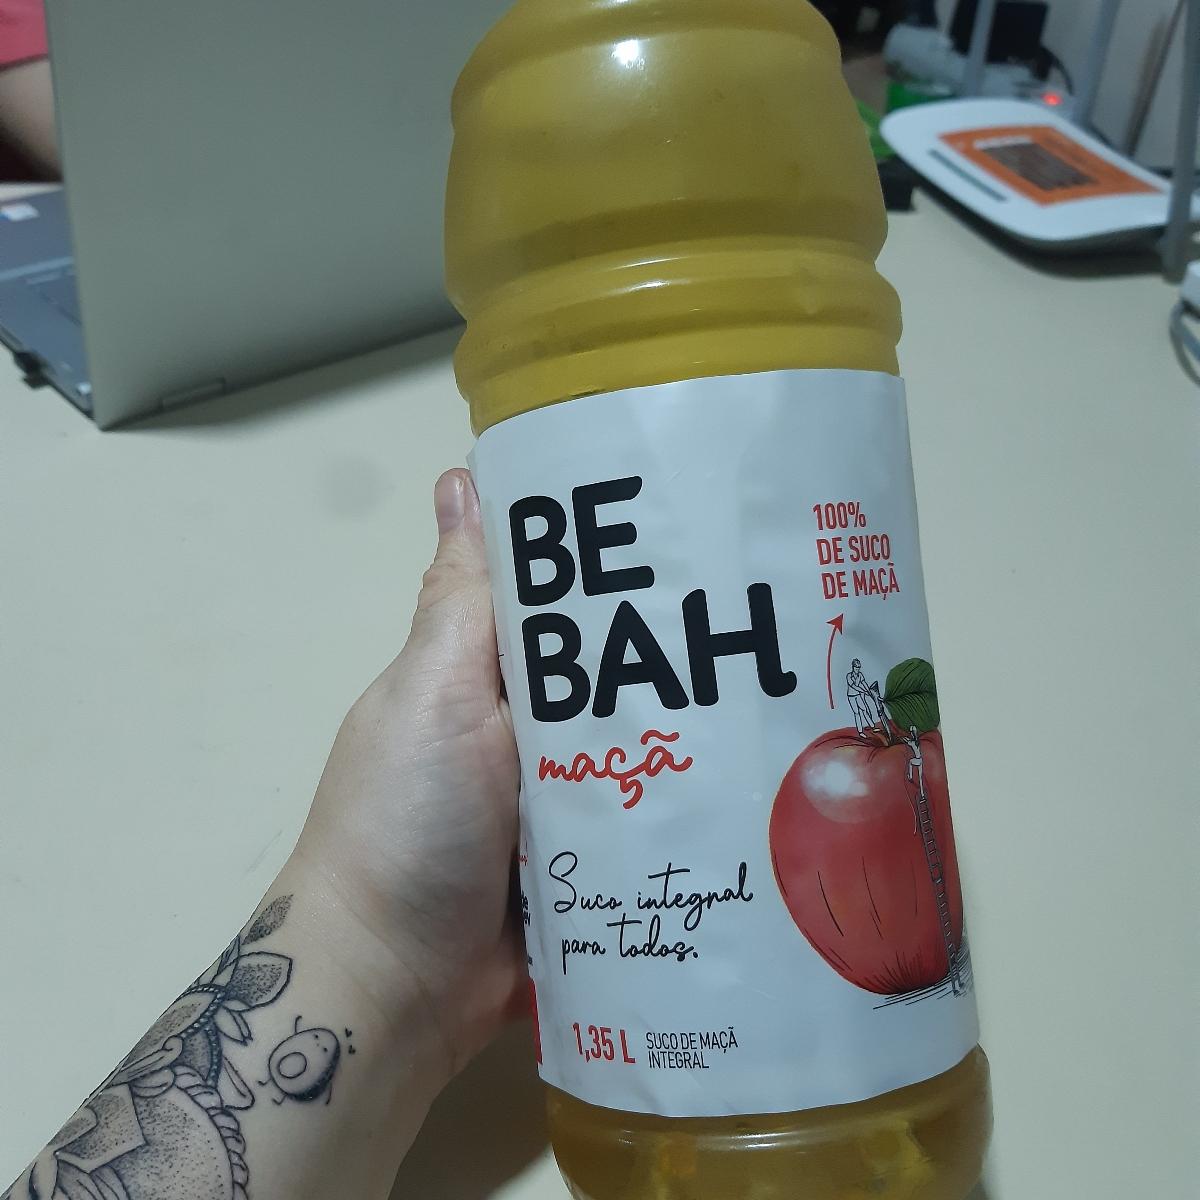 BE
BAH
maçã
100%
DE SUCO
DE MAÇÃ
Suco integral
para todos.
1,35 L
SUCO DE MAÇÃ
INTEGRAL